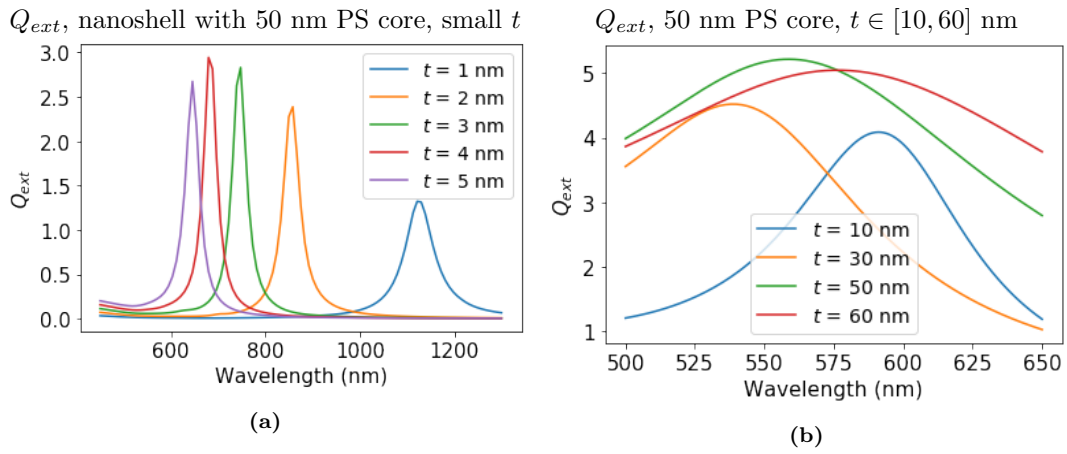 Q_ext, nanoshell with 50 nm PS core, small t
3.0
2.5
2.0
1.5
1.0
0.5
0.0
Q_ext
t = 1 nm
t = 2 nm
t = 3 nm
t = 4 nm
t = 5 nm
600 800 1000 1200
Wavelength (nm)
(a)
Q_ext, 50 nm PS core, t ∈ [10, 60] nm
5
4
3
2
1
Q_ext
t = 10 nm
t = 30 nm
t = 50 nm
t = 60 nm
500 525 550 575 600 625 650
Wavelength (nm)
(b)